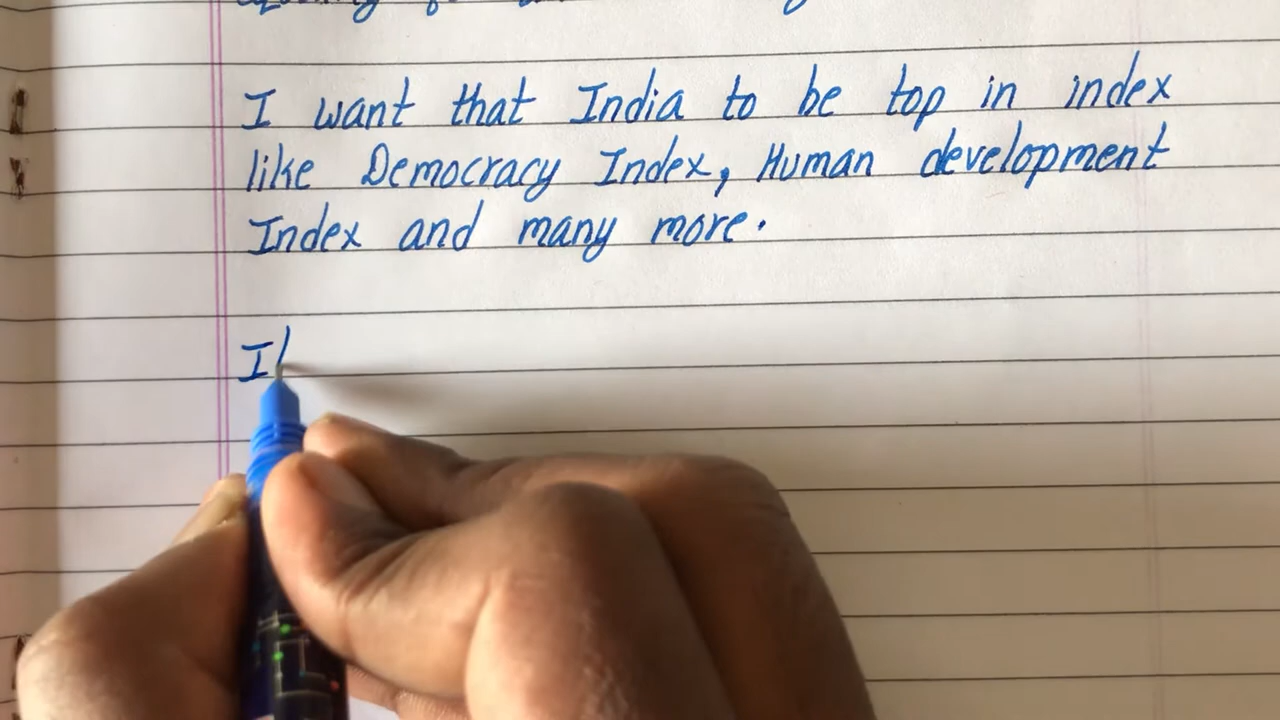 I want that India to be top in index
like Democracy Index, Human development
Index and many more.
I